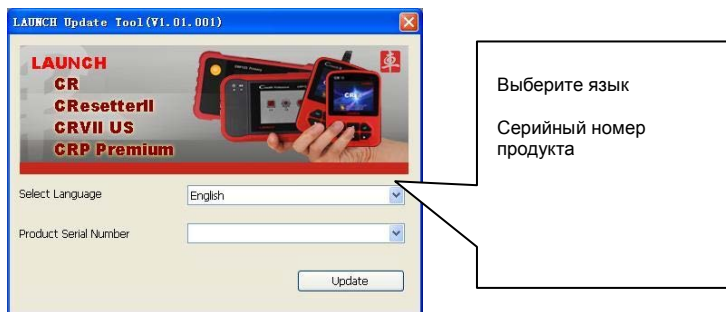 LAUNCH Update Tool(V1.01.001)
LAUNCH
CR
CResetterII
CRVII US
CRP Premium
Select Language
English
Product Serial Number
Update
Выберите язык
Серийный номер
продукта